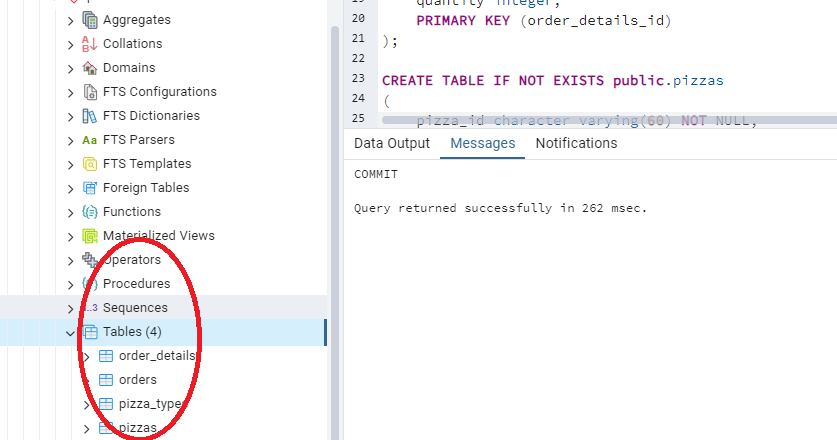 Aggregates
Collations
Domains
FTS Configurations
FTS Dictionaries
Aa FTS Parsers
FTS Templates
Foreign Tables
Functions
Materialized Views
Operators
Procedures
1..3 Sequences
Tables (4)
order_details
orders
pizza_types
pizzas
19 quantity integer,
20 PRIMARY KEY (order_details_id)
21 );
22
23 CREATE TABLE IF NOT EXISTS public.pizzas
24 (
25 pizza_id character varying(60) NOT NULL,
Data Output Messages Notifications
COMMIT
Query returned successfully in 262 msec.